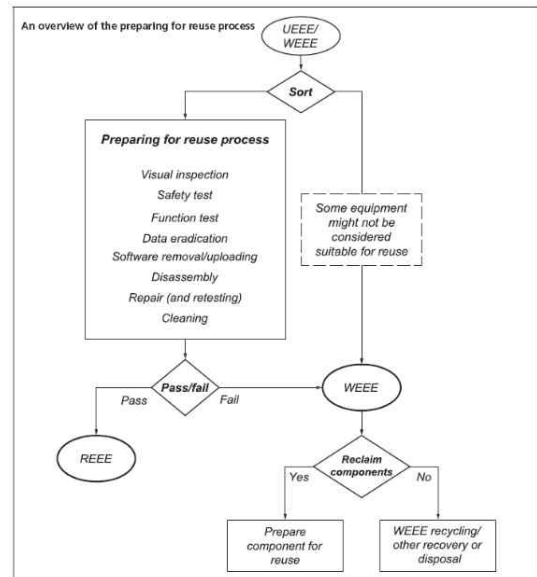 An overview of the preparing for reuse process
UEEE/
WEEE
Sort
Preparing for reuse process
Visual inspection
Safety test
Function test
Data eradication
Software removal/uploading
Disassembly
Repair (and retesting)
Cleaning
Some equipment
might not be
considered
suitable for reuse
Pass/fail
Pass
Fail
WEEE
REEE
Reclaim
components
Yes
No
Prepare
component for
reuse
WEEE recycling/
other recovery or
disposal